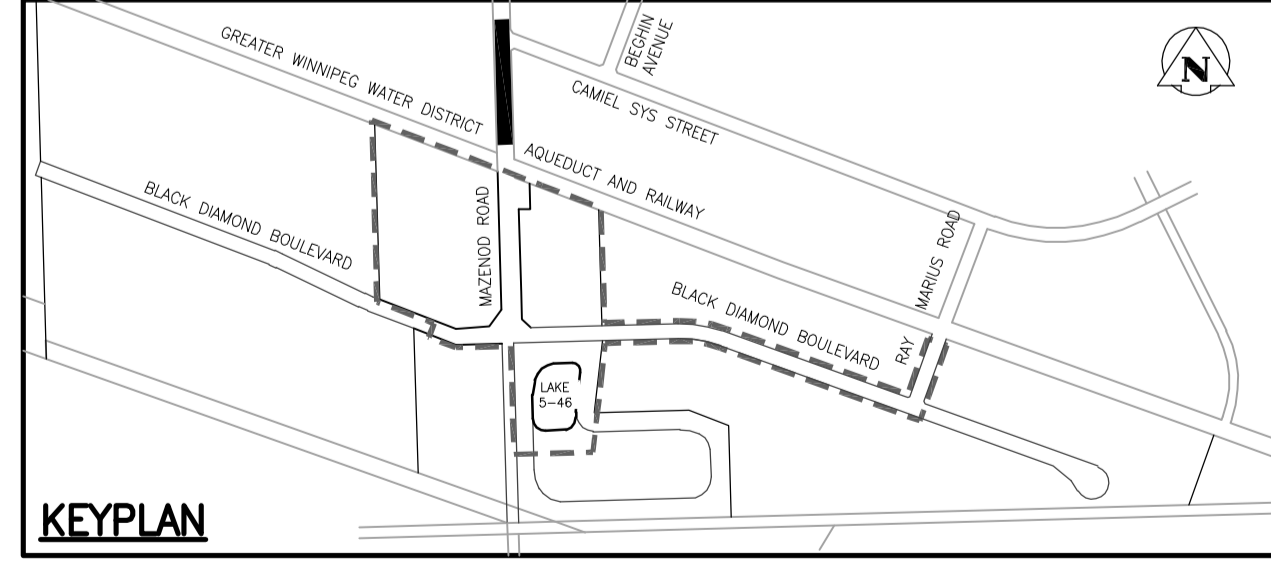 BEGHIN
AVENUE
GREATER WINNIPEG WATER DISTRICT
N
CAMIEL SYS STREET
AQUEDUCT AND RAILWAY
BLACK DIAMOND BOULEVARD
MAZENOD ROAD
MARIUS ROAD
BLACK DIAMOND BOULEVARD
RAY
LAKE
5-46
KEYPLAN